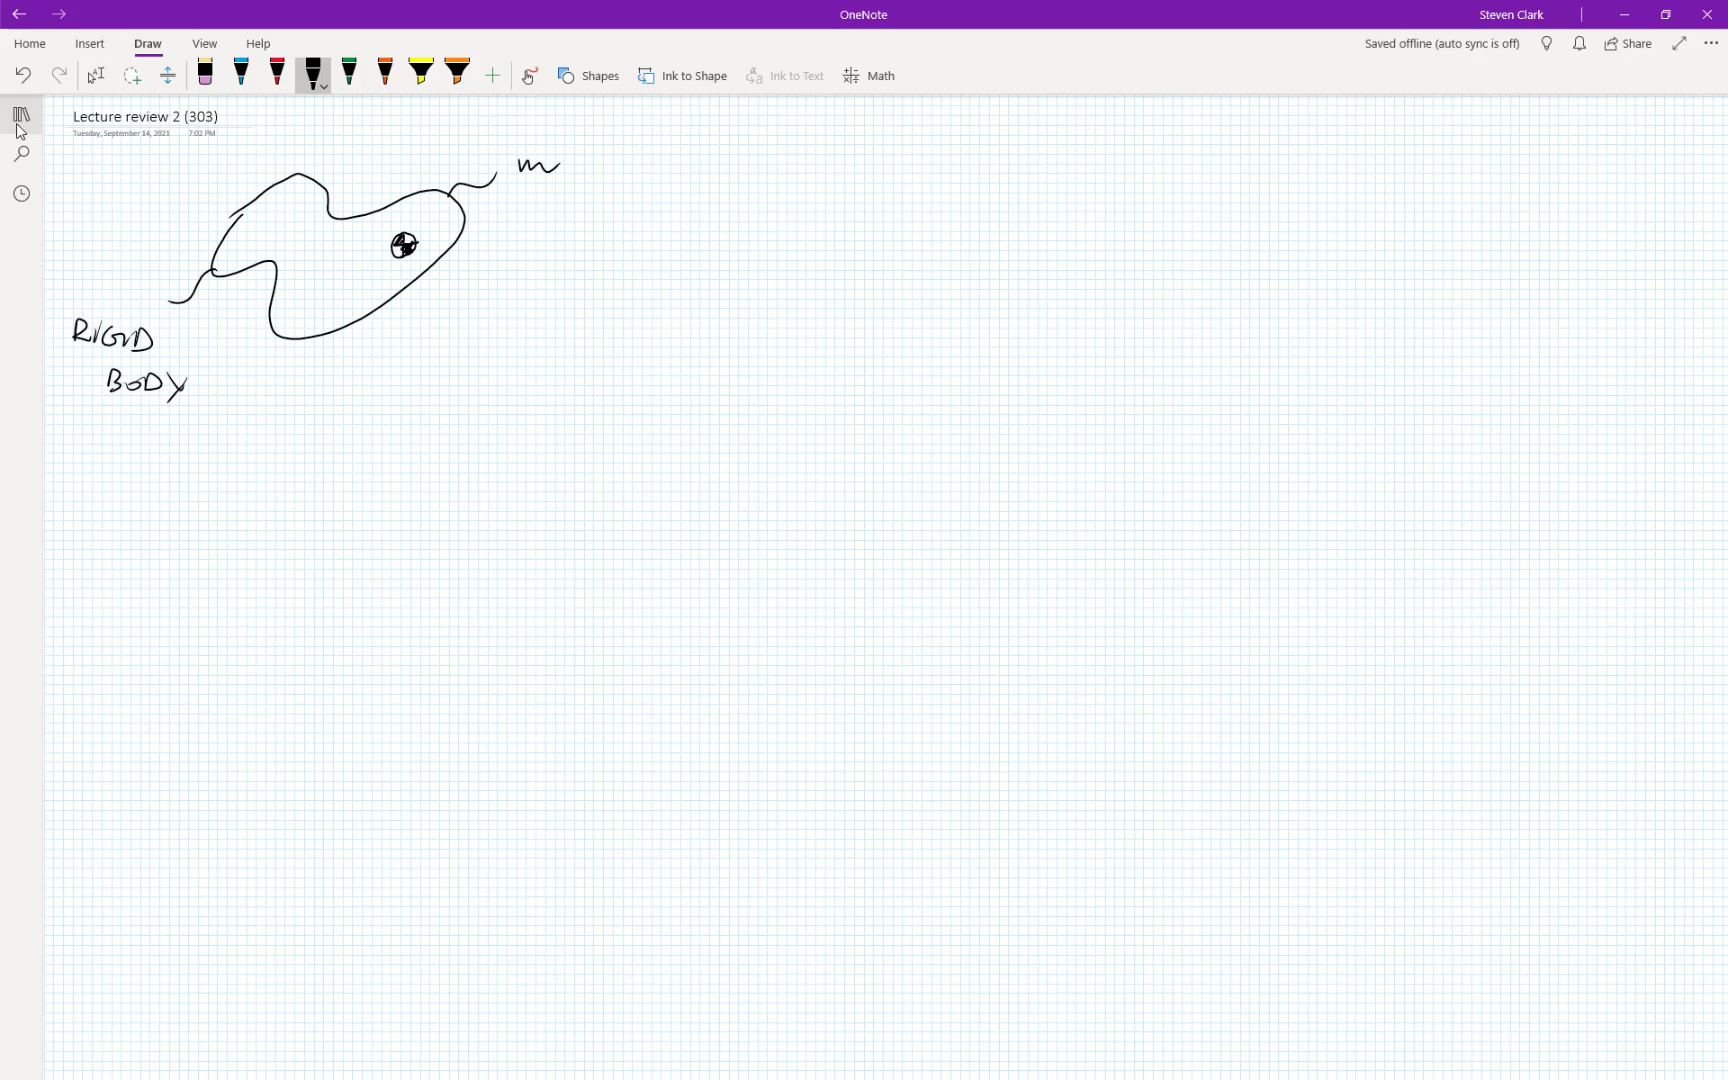 OneNote
Steven Clark
Home Insert Draw View Help
Saved offline (auto sync is off) Share
Shapes Ink to Shape Ink to Text Math
Lecture review 2 (303)
Tuesday, September 14, 2021 7:02 PM
m
RIGID
BODY